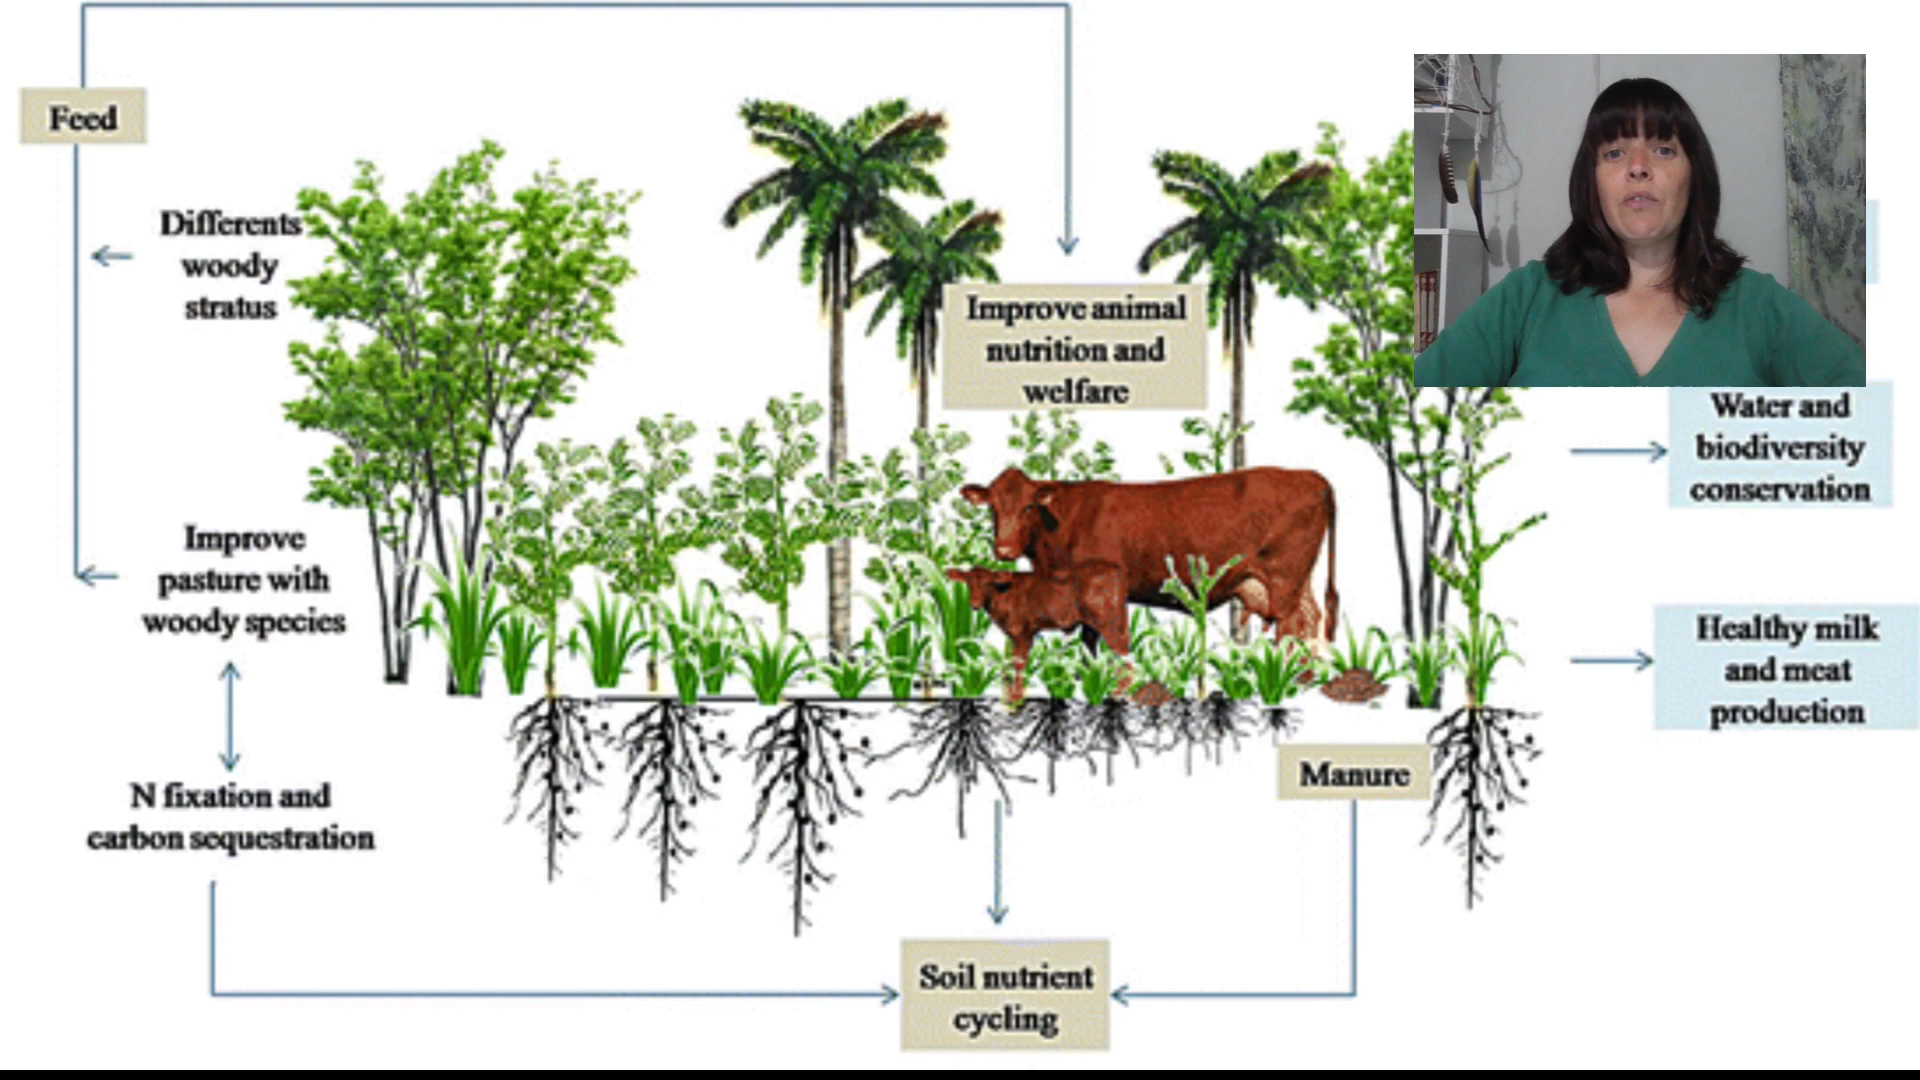 Feed
Differents
woody
stratus
Improve animal
nutrition and
welfare
Water and
biodiversity
conservation
Improve
pasture with
woody species
Healthy milk
and meat
production
Manure
N fixation and
carbon sequestration
Soil nutrient
cycling